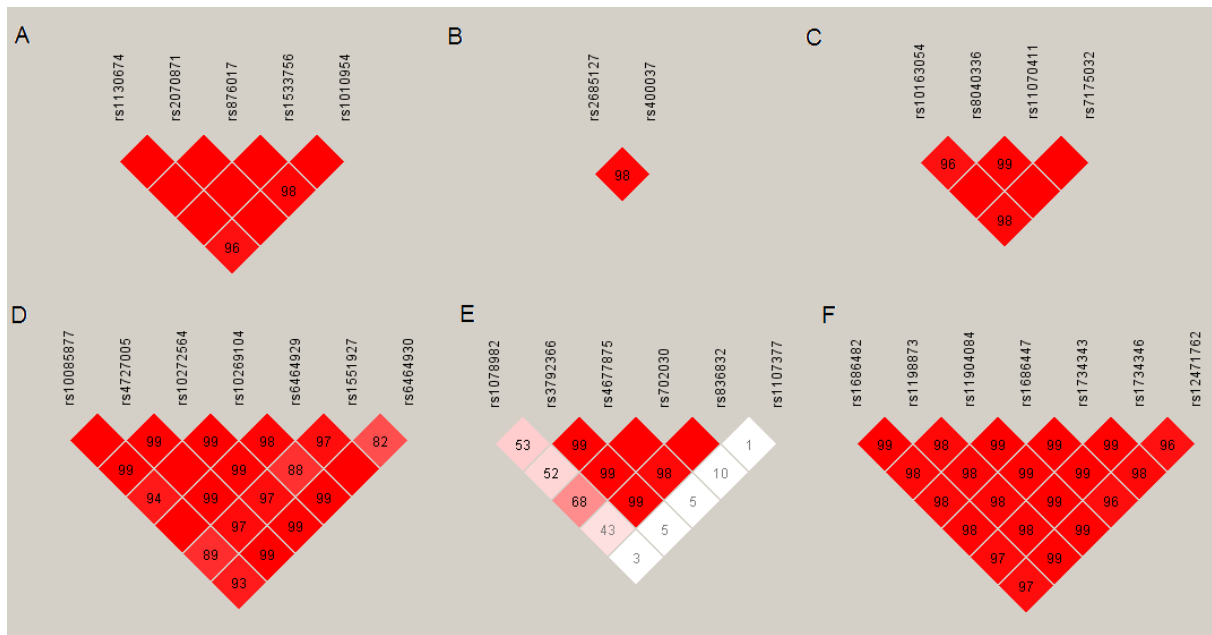 A
B
C
rs1130674
rs2070871
rs876017
rs1533756
rs1010954
rs2685127
rs400037
rs10163054
rs8040336
rs11070411
rs7175032
98
96
98
96
99
98
D
E
F
rs10085877
rs4727005
rs10272564
rs10269104
rs6464929
rs1551927
rs6464930
rs1078982
rs3792366
rs4677875
rs702030
rs836832
rs1107377
rs1686482
rs1198873
rs11904084
rs1686447
rs1734343
rs1734346
rs12471762
99 99 98 97 82
99 99 88
94 99 97 99
97 99
89 99
93
53 99 1
52 99 98 10
68 99 5
43 5
3
99 98 99 99 99 96
98 98 99 99 98
98 98 99 96
98 98 99
97 99
97